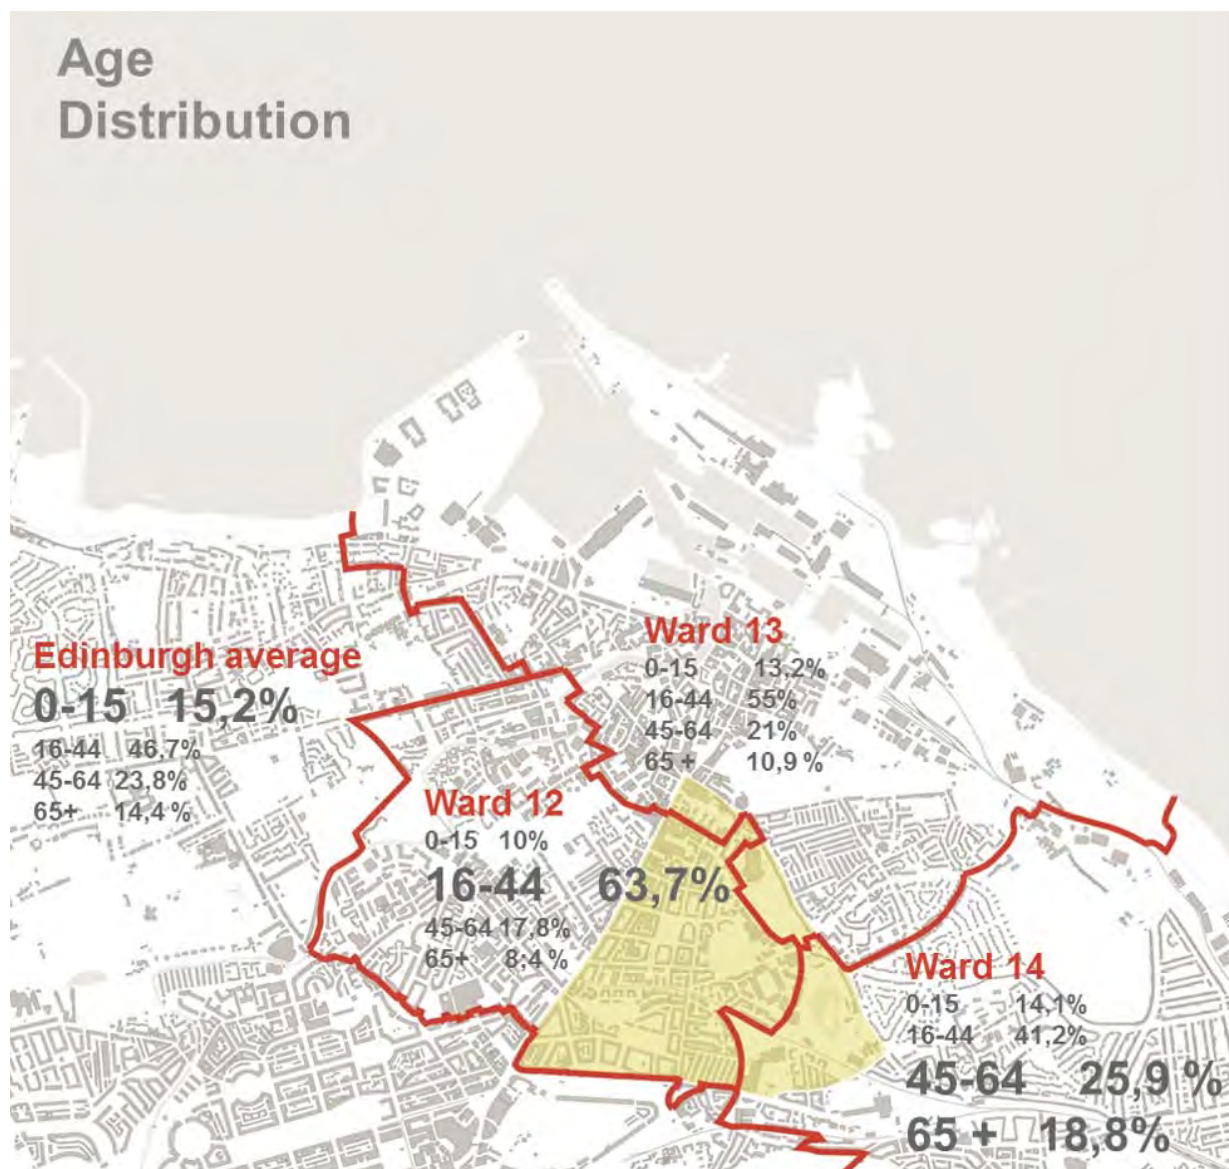 Age
Distribution
Edinburgh average
0-15 15,2%
16-44 46,7%
45-64 23,8%
65+ 14,4 %
Ward 13
0-15 13,2%
16-44 55%
45-64 21%
65 + 10,9 %
Ward 12
0-15 10%
16-44 63,7%
45-64 17,8%
65+ 8;4 %
Ward 14
0-15 14,1%
16-44 41,2%
45-64 25,9 %
65 + 18,8%